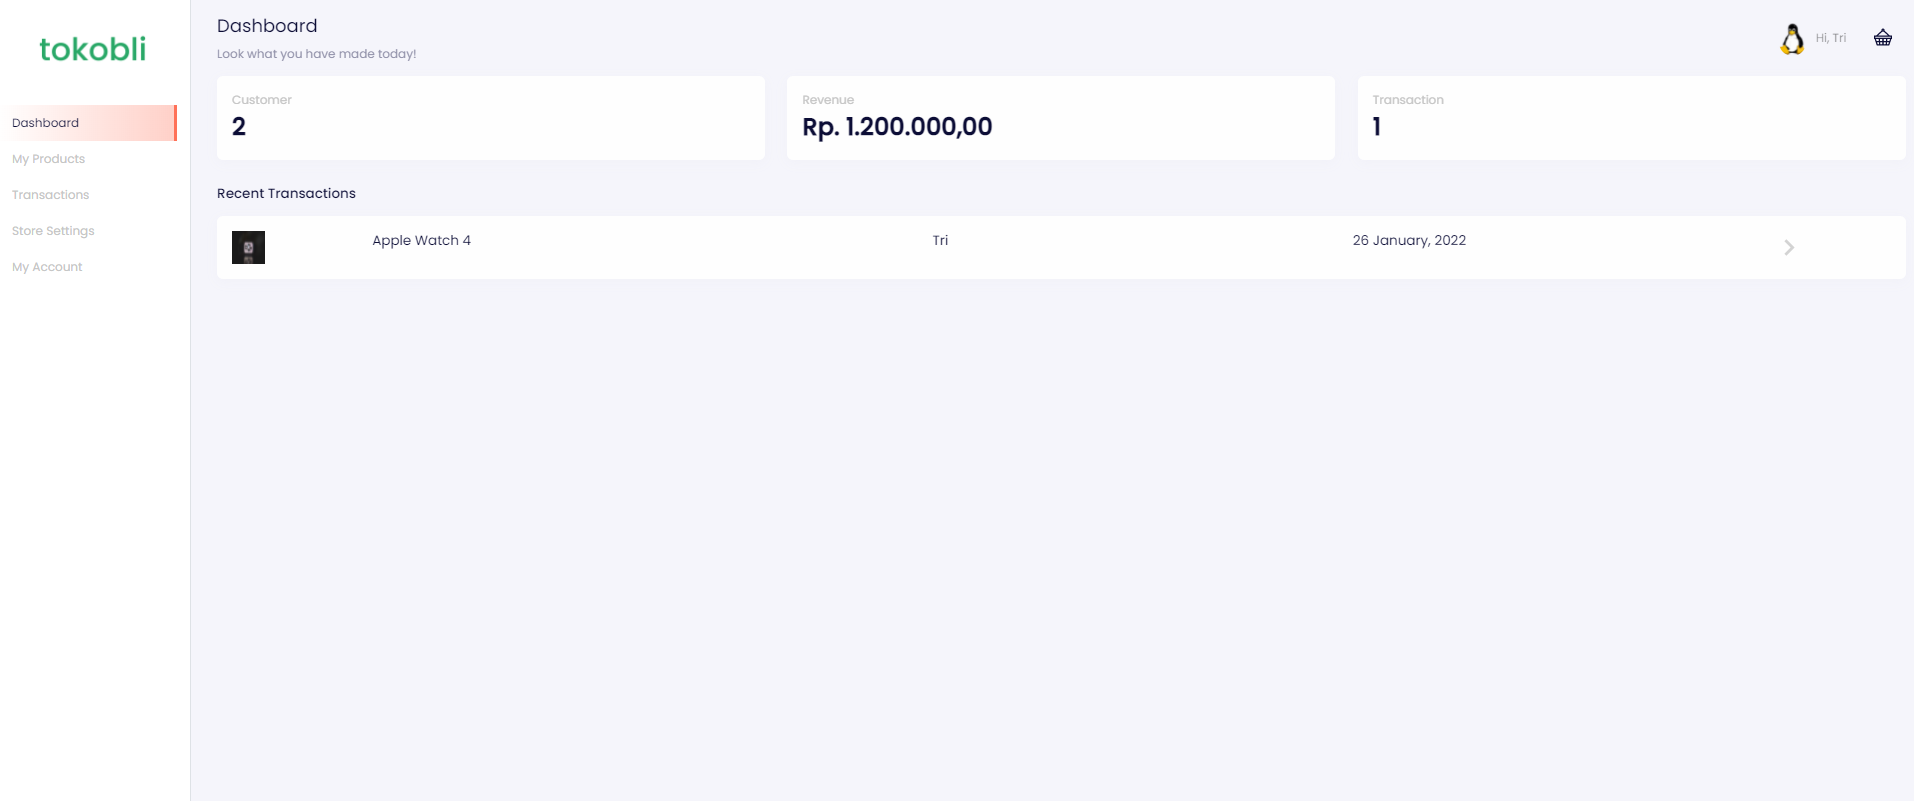 tokobli
Dashboard
My Products
Transactions
Store Settings
My Account
Dashboard
Look what you have made today!
Hi, Tri
Customer
2
Revenue
Rp. 1.200.000,00
Transaction
1
Recent Transactions
Apple Watch 4
Tri
26 January, 2022